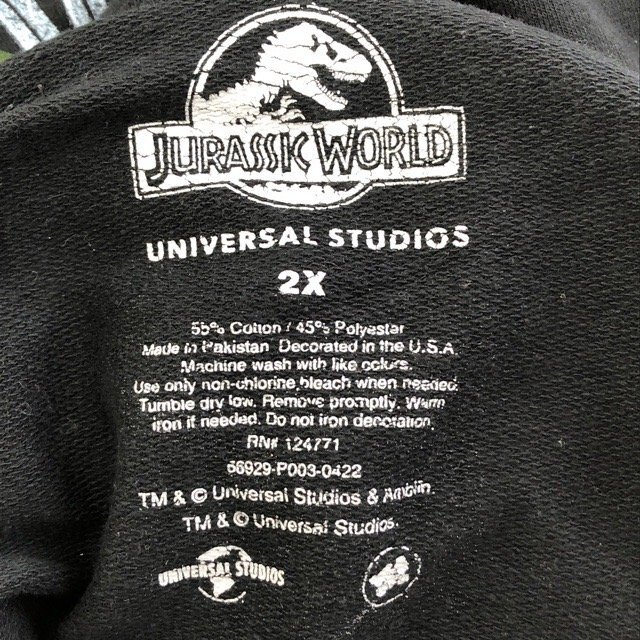 JURASSIC WORLD
UNIVERSAL STUDIOS
2X
55% Cotton / 45% Polyester
Made in Pakistan. Decorated in the U.S.A.
Machine wash with like colors.
Use only non-chlorine bleach when needed.
Tumble dry low. Remove promptly. Warm
iron if needed. Do not iron decoration.
RN# 124771
66929-P003-0422
TM & © Universal Studios & Amblin.
TM & © Universal Studios.
UNIVERSAL STUDIOS